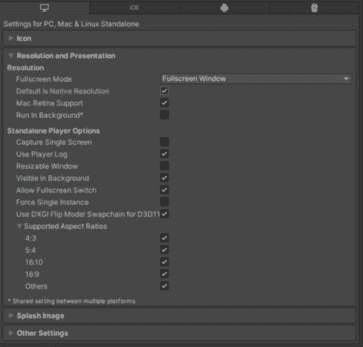 iOS
Settings for PC, Mac & Linux Standalone
Icon
Resolution and Presentation
Resolution
Fullscreen Mode Fullscreen Window
Default Is Native Resolution
Mac Retina Support
Run In Background*
Standalone Player Options
Capture Single Screen
Use Player Log
Resizable Window
Visible In Background
Allow Fullscreen Switch
Force Single Instance
Use DXGI Flip Model Swapchain for D3D11
Supported Aspect Ratios
4:3
5:4
16:10
16:9
Others
* Shared setting between multiple platforms.
Splash Image
Other Settings